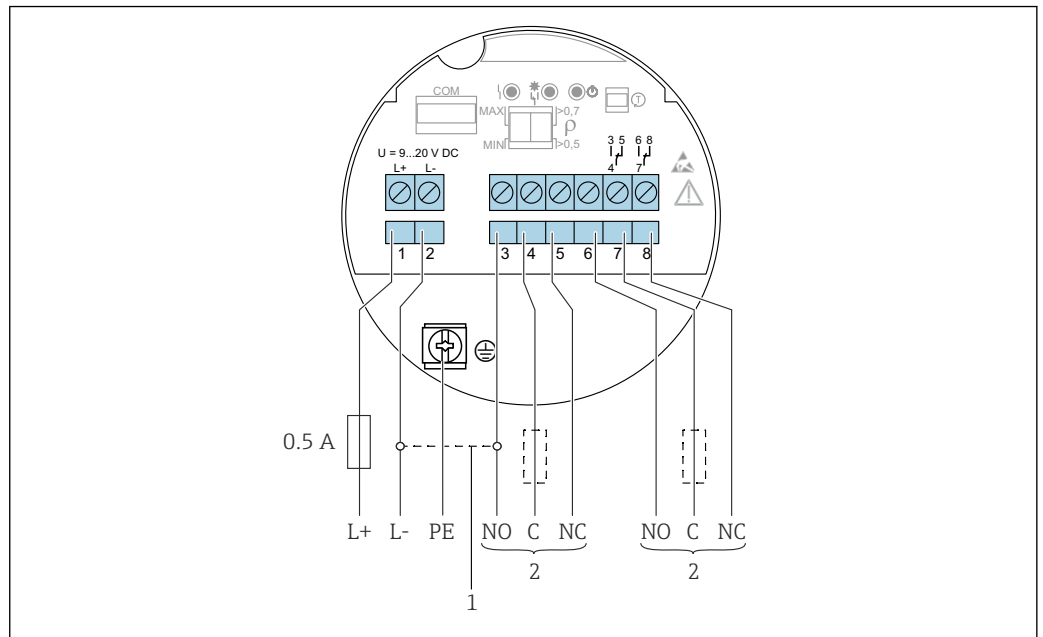 COM
MAX
>0,7
ρ
MIN
>0,5
T
U = 9...20 V DC
L+ L-
3 5
4
6 8
7
1 2 3 4 5 6 7 8
0.5 A
L+ L- PE NO C NC NO C NC
2 2
1